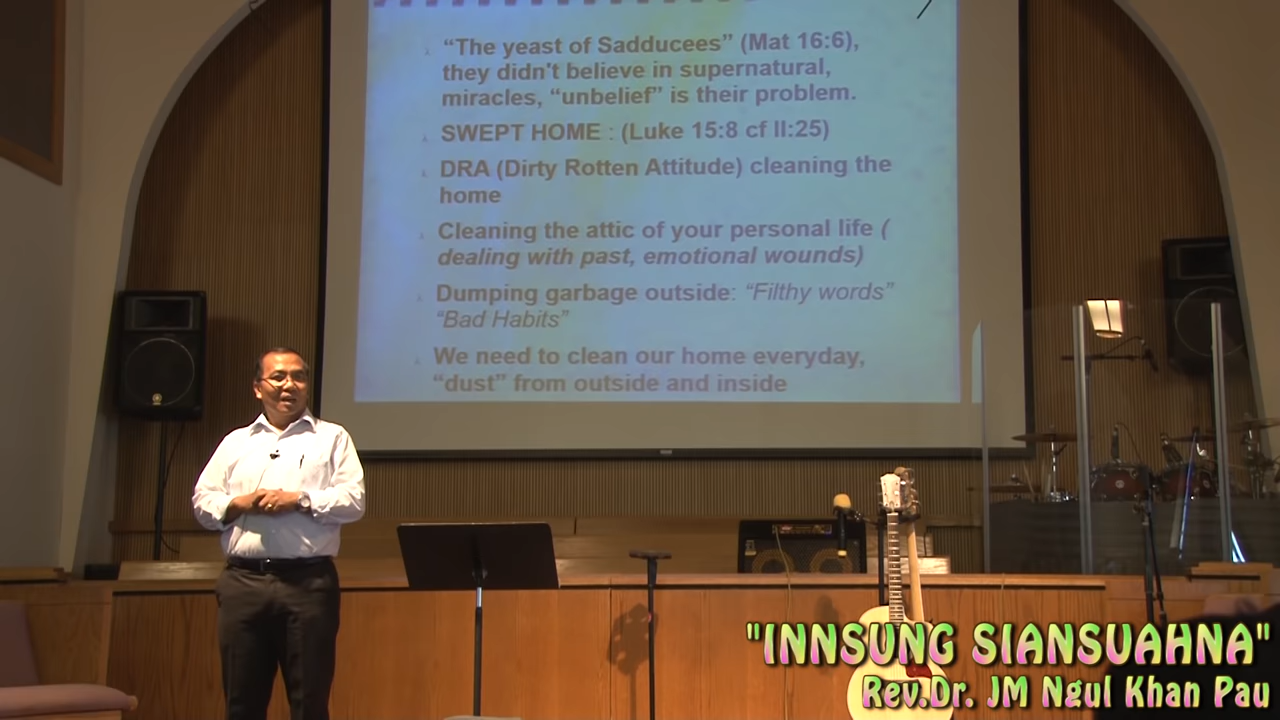 “The yeast of Sadducees” (Mat 16:6),
they didn't believe in supernatural,
miracles, “unbelief” is their problem.
SWEPT HOME : (Luke 15:8 cf II:25)
DRA (Dirty Rotten Attitude) cleaning the
home
Cleaning the attic of your personal life (
dealing with past, emotional wounds)
Dumping garbage outside: “Filthy words”
“Bad Habits”
We need to clean our home everyday,
“dust” from outside and inside
"INNSUNG SIANSUAHNA"
Rev.Dr. JM Ngul Khan Pau